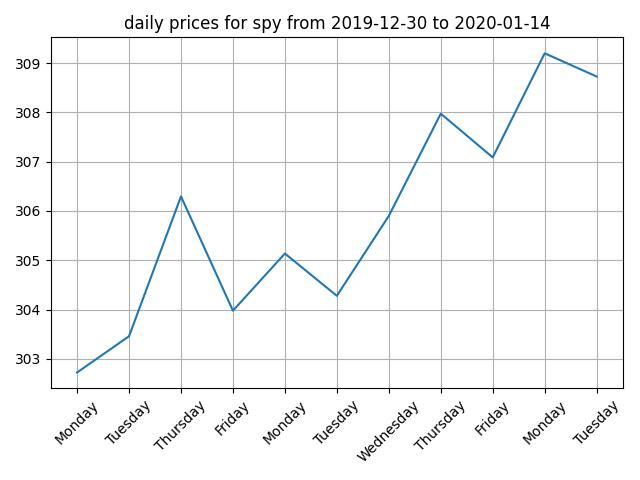 daily prices for spy from 2019-12-30 to 2020-01-14
309
308
307
306
305
304
303
Monday
Tuesday
Thursday
Friday
Monday
Tuesday
Wednesday
Thursday
Friday
Monday
Tuesday